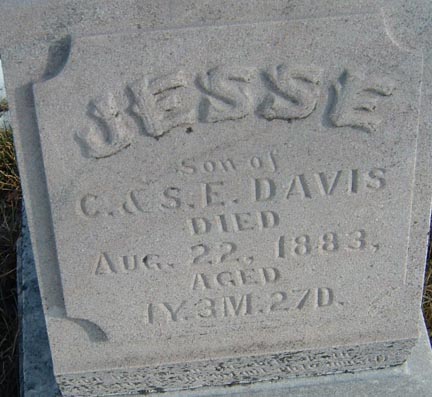 JESSE
Son of
C. & S. E. DAVIS
DIED
AUG. 22, 1883,
AGED
1Y. 3M. 27D.